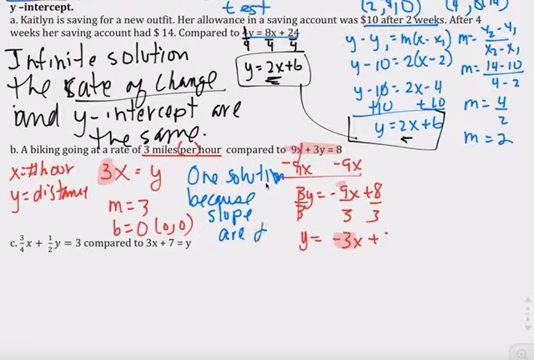 y -intercept.
test
(2, 10)
(4, 14)
a. Kaitlyn is saving for a new outfit. Her allowance in a saving account was $10 after 2 weeks. After 4
weeks her saving account had $ 14. Compared to 4y = 8x + 24
4 4 4
y = 2x+6
Infinite solution
the rate of change
and y-intercept are
the same.
y - y₁ = m(x - x₁)
y - 10 = 2(x - 2)
y - 10 = 2x - 4
+10 +10
y = 2x+6
m = y₂ - y₁
x₂ - x₁
m = 14 - 10
4 - 2
m = 4
2
m = 2
b. A biking going at a rate of 3 miles per hour compared to 9x + 3y = 8
x = #hour
y = distance
3x = y
m = 3
b = 0 (0,0)
One solution
because
slope
are
-9x -9x
3y = -9x + 8
3 3 3
y = -3x +
c. ¾x + ½y = 3 compared to 3x + 7 = y